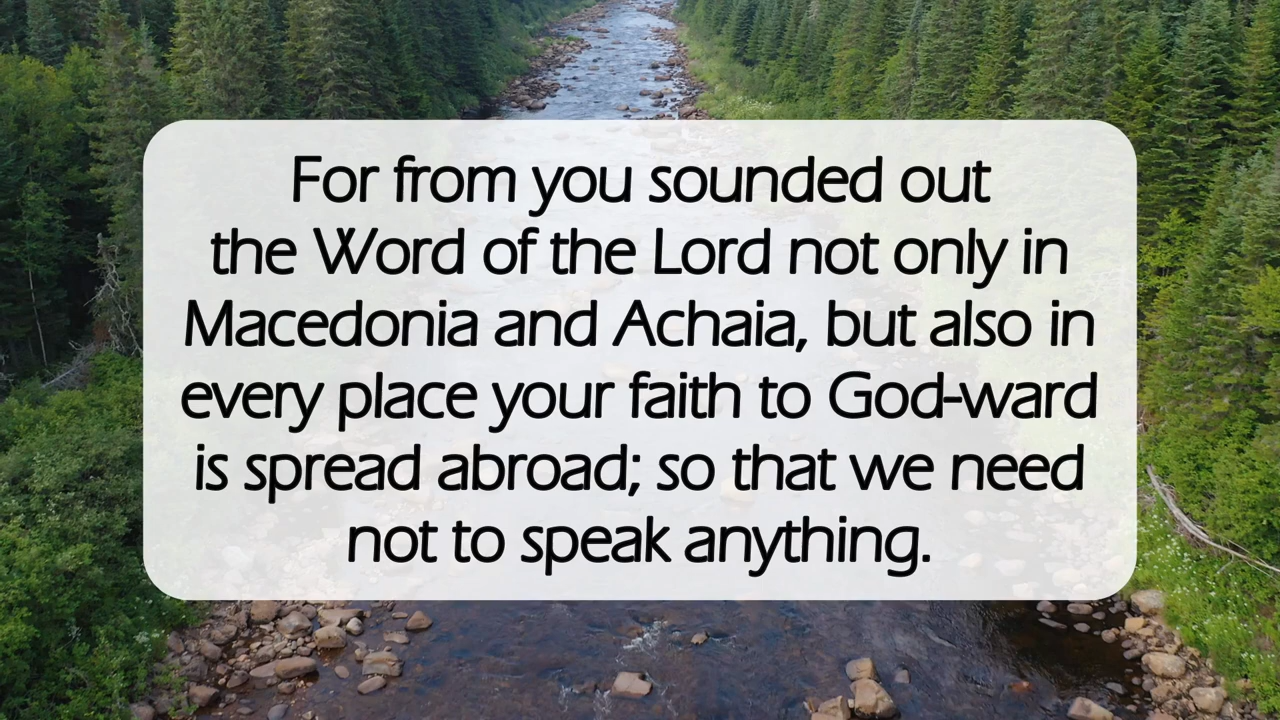 For from you sounded out
the Word of the Lord not only in
Macedonia and Achaia, but also in
every place your faith to God-ward
is spread abroad; so that we need
not to speak anything.